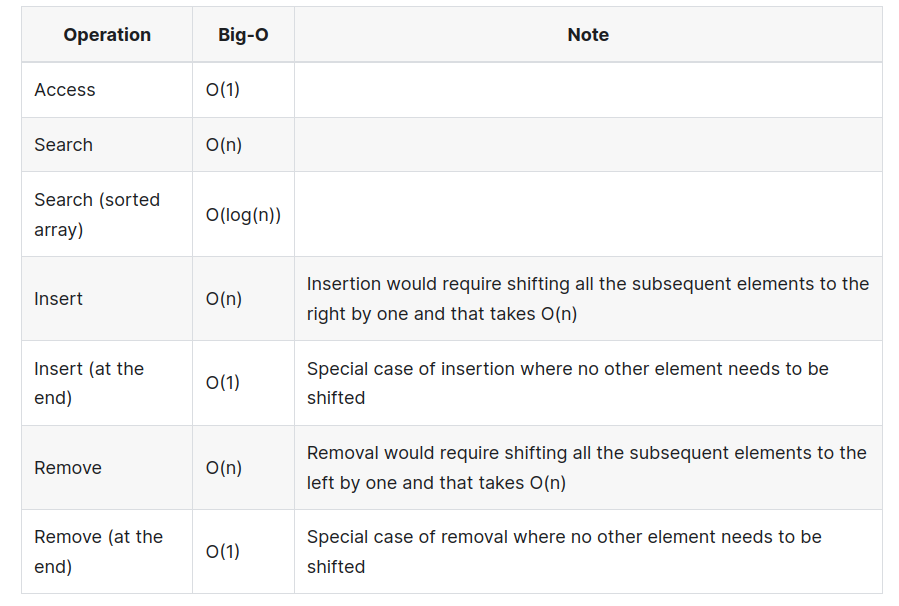 Operation Big-O Note
Access O(1)
Search O(n)
Search (sorted
array) O(log(n))
Insert O(n) Insertion would require shifting all the subsequent elements to the
right by one and that takes O(n)
Insert (at the
end) O(1) Special case of insertion where no other element needs to be
shifted
Remove O(n) Removal would require shifting all the subsequent elements to the
left by one and that takes O(n)
Remove (at the
end) O(1) Special case of removal where no other element needs to be
shifted